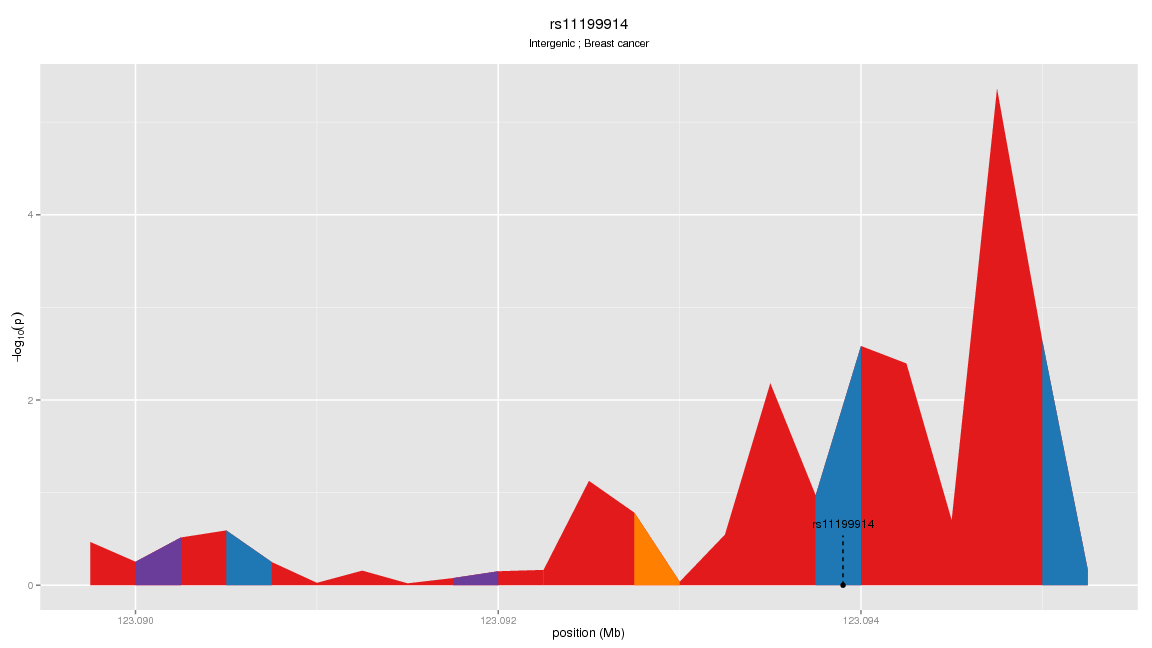 rs11199914
Intergenic ; Breast cancer
−log10(p)
4
2
0
rs11199914
123.090
123.092
123.094
position (Mb)